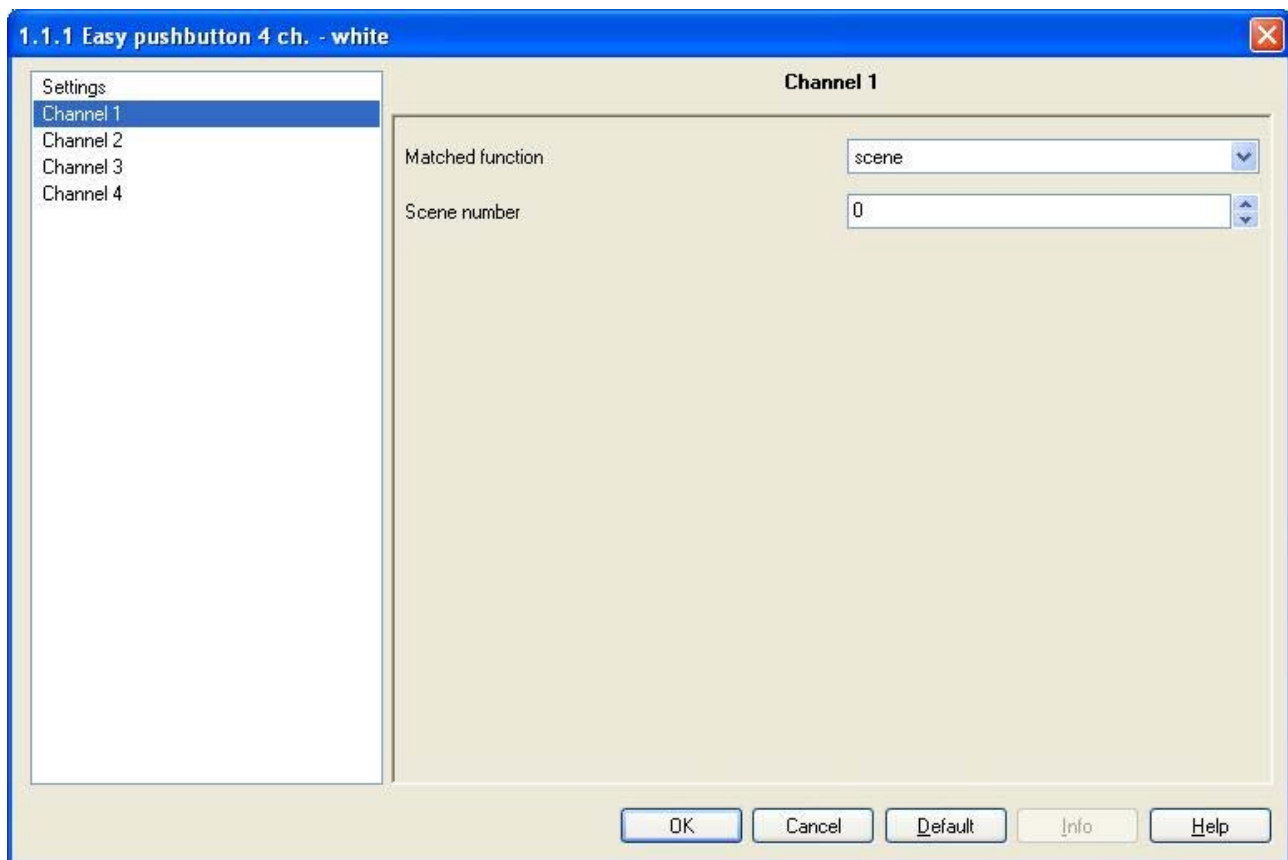 1.1.1 Easy pushbutton 4 ch. - white
Settings
Channel 1
Channel 2
Channel 3
Channel 4
Channel 1
Matched function
scene
Scene number
0
OK
Cancel
Default
Info
Help